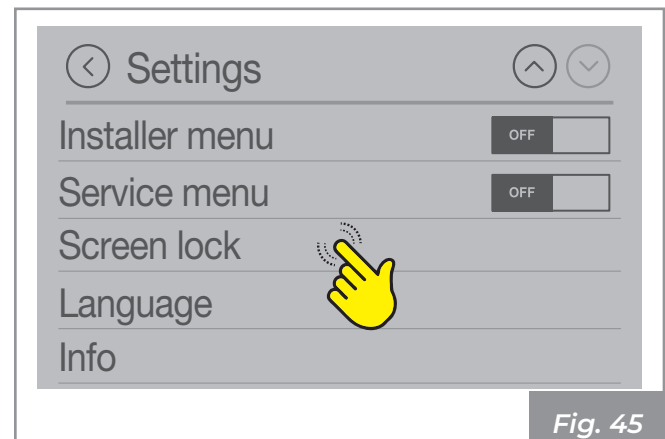 Settings
Installer menu OFF
Service menu OFF
Screen lock
Language
Info
Fig. 45